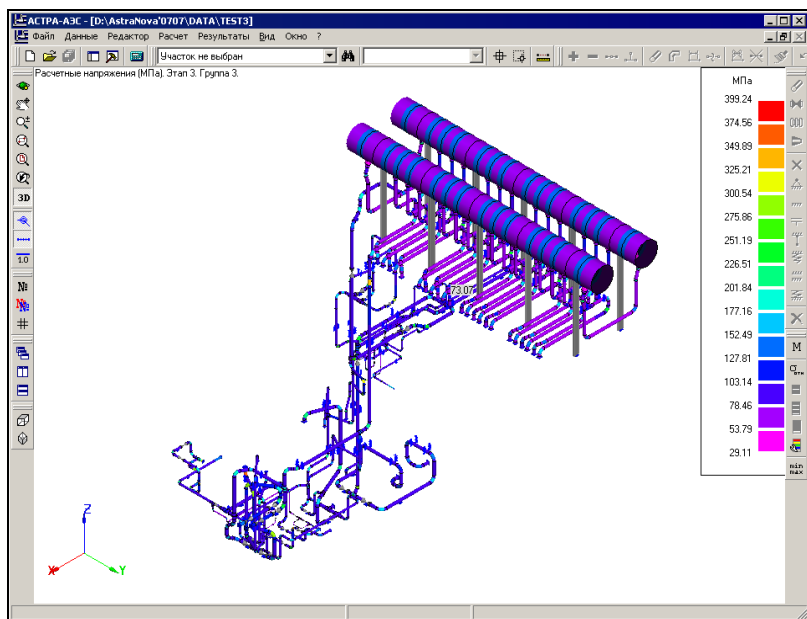 АСТРА-АЭС - [D:\AstraNova'0707\DATA\TEST3]
Файл Данные Редактор Расчет Результаты Вид Окно ?
Участок не выбран
Расчетные напряжения (МПа). Этап 3. Группа 3.
МПа
399.24
374.56
349.89
325.21
300.54
275.86
251.19
226.51
201.84
177.16
152.49
127.81
103.14
78.46
53.79
29.11
73.07
3D
1.0
№
№
M
min
max
Z
X
Y